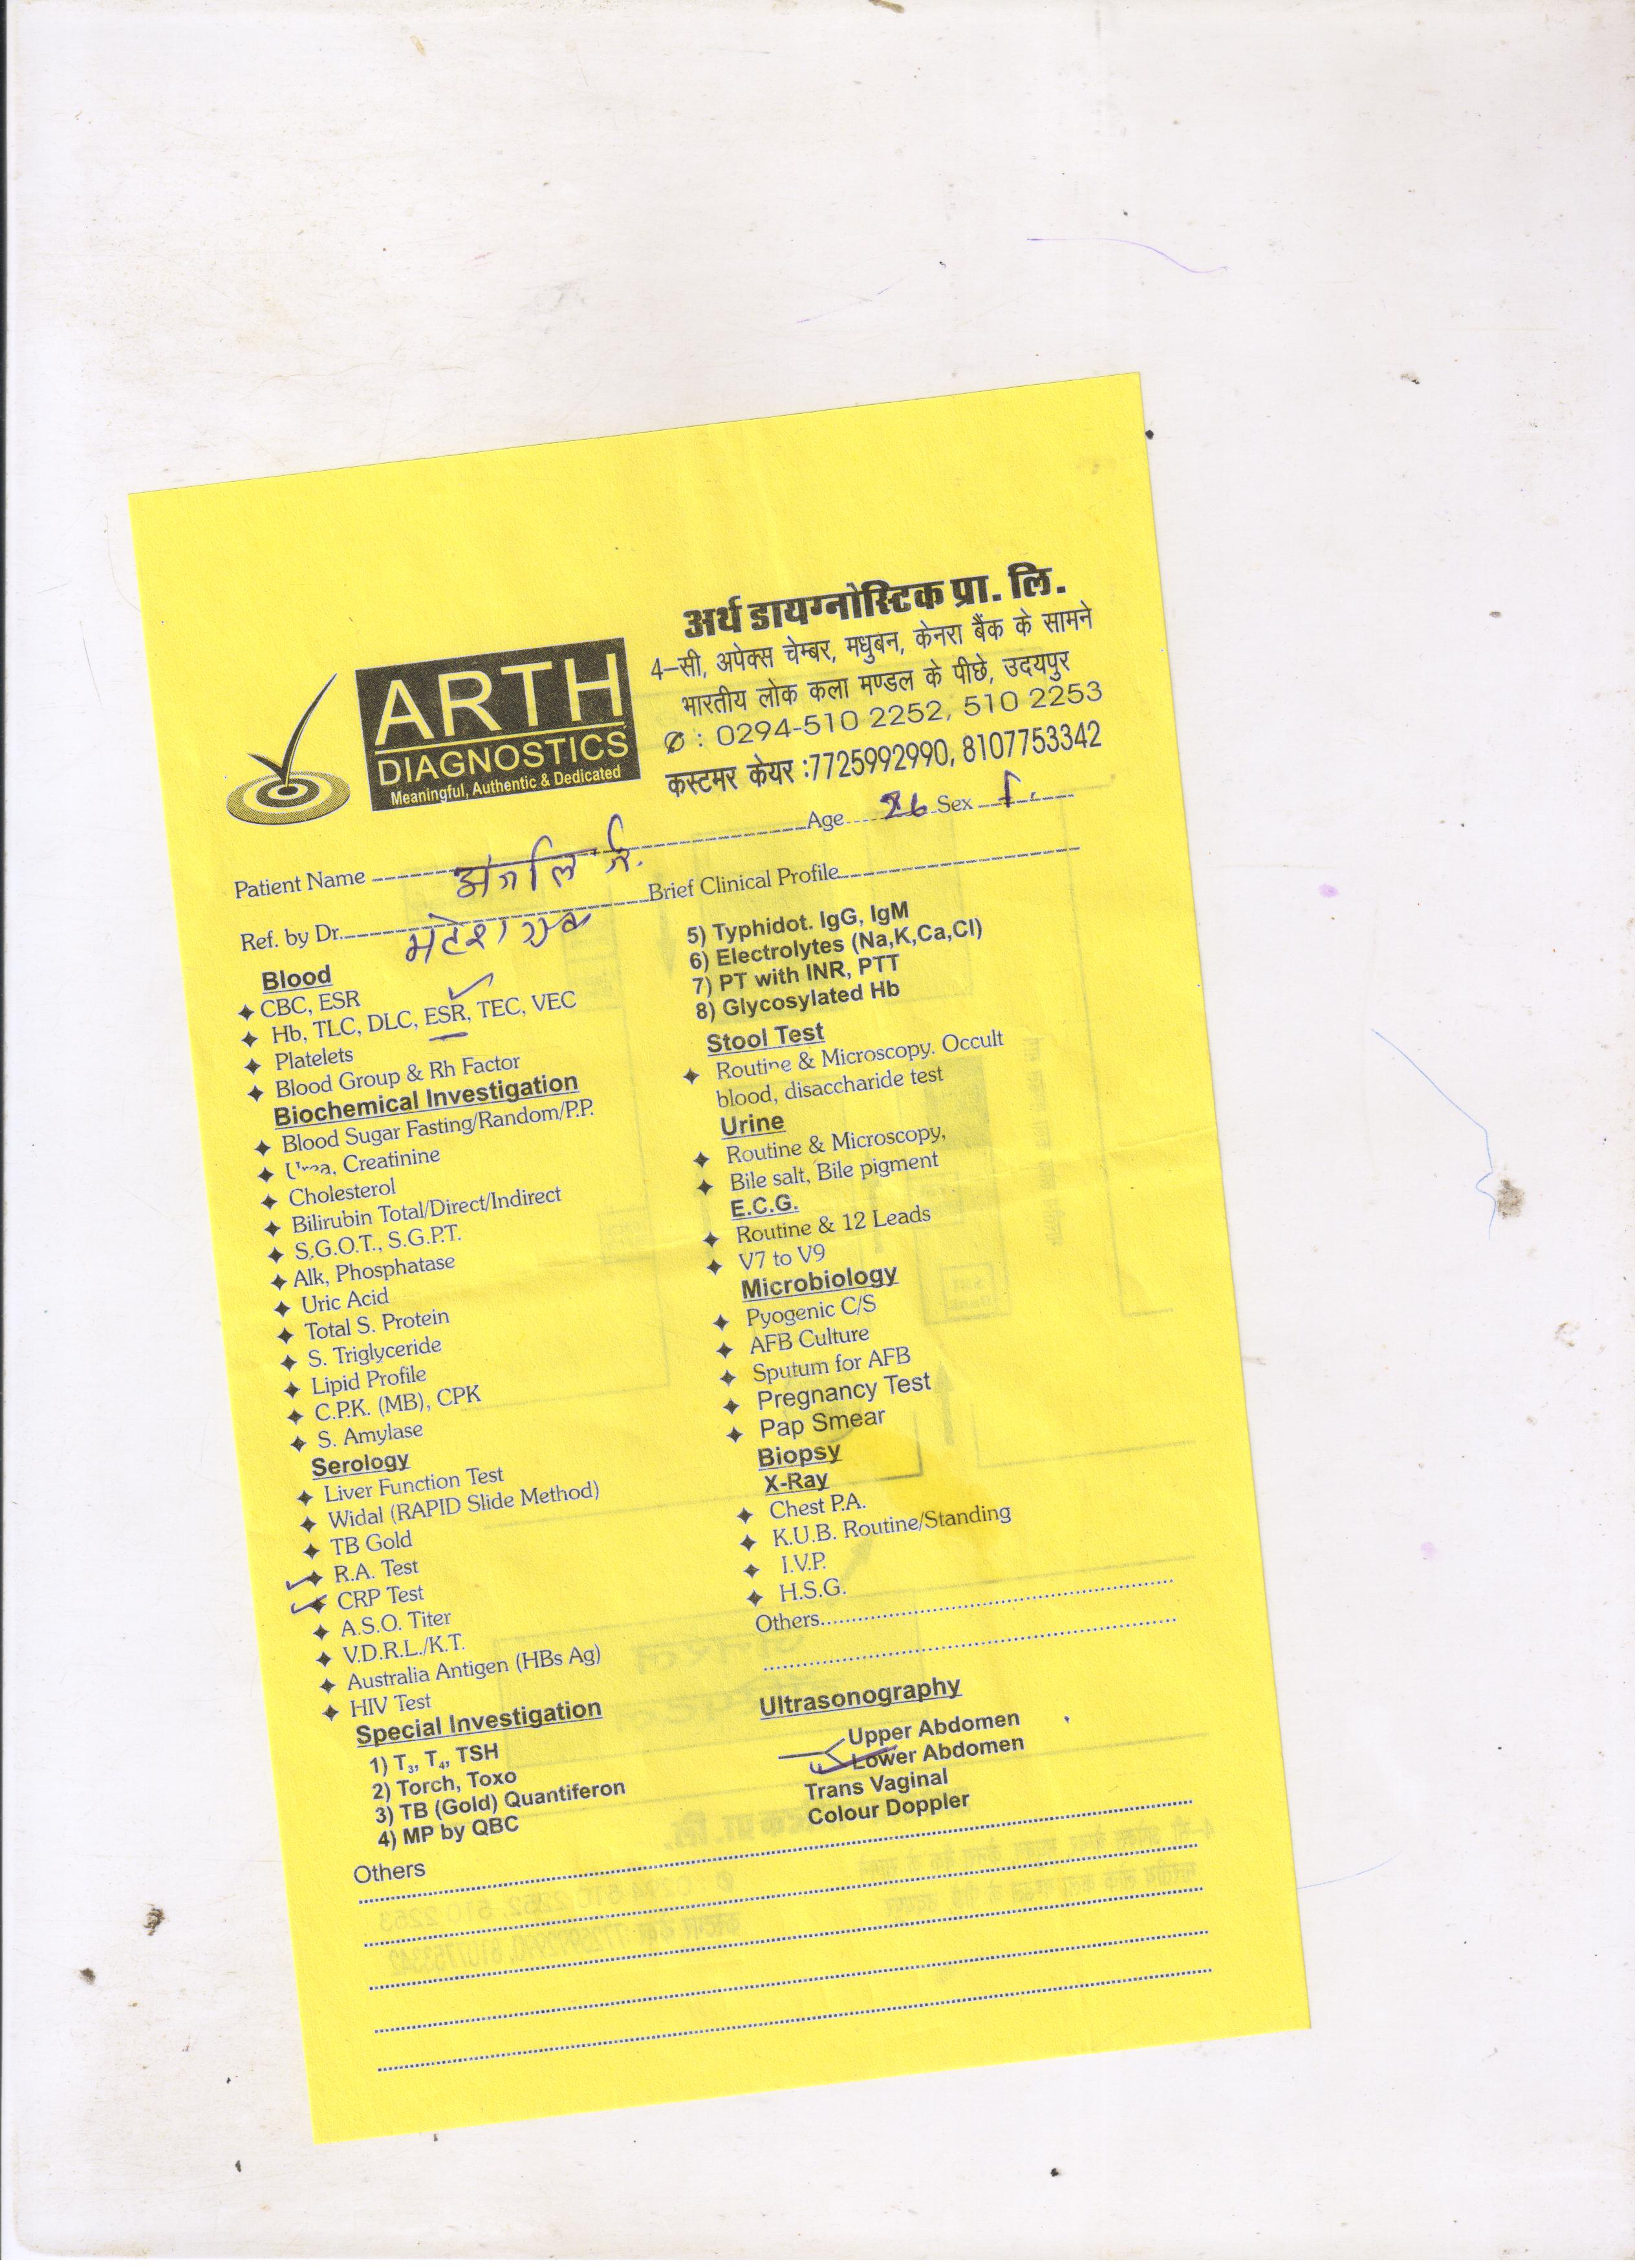 अर्थ डायग्नोस्टिक प्रा. लि.
4-सी, अपेक्स चेम्बर, मधुबन, केनरा बैंक के सामने
भारतीय लोक कला मण्डल के पीछे, उदयपुर
✆ : 0294-510 2252, 510 2253
कस्टमर केयर :7725992990, 8107753342
ARTH
DIAGNOSTICS
Meaningful, Authentic & Dedicated
Patient Name Age Sex
Ref. by Dr. Brief Clinical Profile
Blood
CBC, ESR
Hb, TLC, DLC, ESR, TEC, VEC
Platelets
Blood Group & Rh Factor
Biochemical Investigation
Blood Sugar Fasting/Random/P.P.
Urea, Creatinine
Cholesterol
Bilirubin Total/Direct/Indirect
S.G.O.T., S.G.P.T.
Alk, Phosphatase
Uric Acid
Total S. Protein
S. Triglyceride
Lipid Profile
C.P.K. (MB), CPK
S. Amylase
Serology
Liver Function Test
Widal (RAPID Slide Method)
TB Gold
R.A. Test
CRP Test
A.S.O. Titer
V.D.R.L./K.T.
Australia Antigen (HBs Ag)
HIV Test
Special Investigation
1) T₃, T₄, TSH
2) Torch, Toxo
3) TB (Gold) Quantiferon
4) MP by QBC
5) Typhidot. IgG, IgM
6) Electrolytes (Na,K,Ca,Cl)
7) PT with INR, PTT
8) Glycosylated Hb
Stool Test
Routine & Microscopy. Occult
blood, disaccharide test
Urine
Routine & Microscopy,
Bile salt, Bile pigment
E.C.G.
Routine & 12 Leads
V7 to V9
Microbiology
Pyogenic C/S
AFB Culture
Sputum for AFB
Pregnancy Test
Pap Smear
Biopsy
X-Ray
Chest P.A.
K.U.B. Routine/Standing
I.V.P.
H.S.G.
Others
Ultrasonography
Upper Abdomen
Lower Abdomen
Trans Vaginal
Colour Doppler
Others